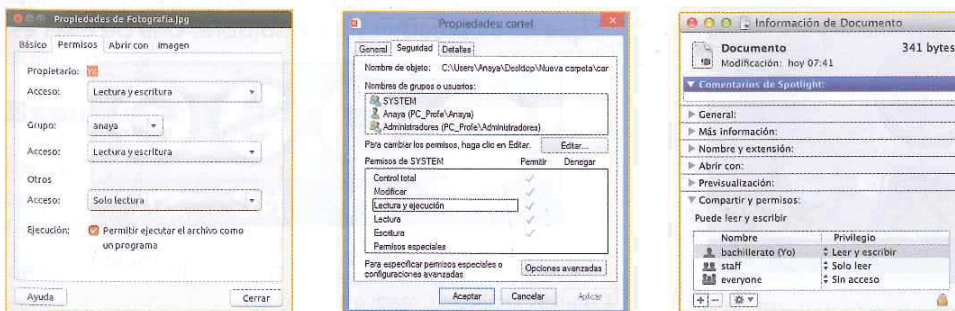 Propiedades de Fotografía.jpg
Básico Permisos Abrir con Imagen
Propietario: Yo
Acceso: Lectura y escritura
Grupo: anaya
Acceso: Lectura y escritura
Otros
Acceso: Solo lectura
Ejecución: Permitir ejecutar el archivo como
un programa
Ayuda Cerrar
Propiedades: cartel
General Seguridad Detalles
Nombre de objeto: C:\Users\Anaya\Desktop\Nueva carpeta\car
Nombres de grupos o usuarios:
SYSTEM
Anaya (PC_Profe\Anaya)
Administradores (PC_Profe\Administradores)
Para cambiar los permisos, haga clic en Editar. Editar...
Permisos de SYSTEM Permitir Denegar
Control total
Modificar
Lectura y ejecución
Lectura
Escritura
Permisos especiales
Para especificar permisos especiales o
configuraciones avanzadas Opciones avanzadas
Aceptar Cancelar Aplicar
Información de Documento
Documento 341 bytes
Modificación: hoy 07:41
Comentarios de Spotlight:
General:
Más información:
Nombre y extensión:
Abrir con:
Previsualización:
Compartir y permisos:
Puede leer y escribir
Nombre Privilegio
bachillerato (Yo) Leer y escribir
staff Solo leer
everyone Sin acceso